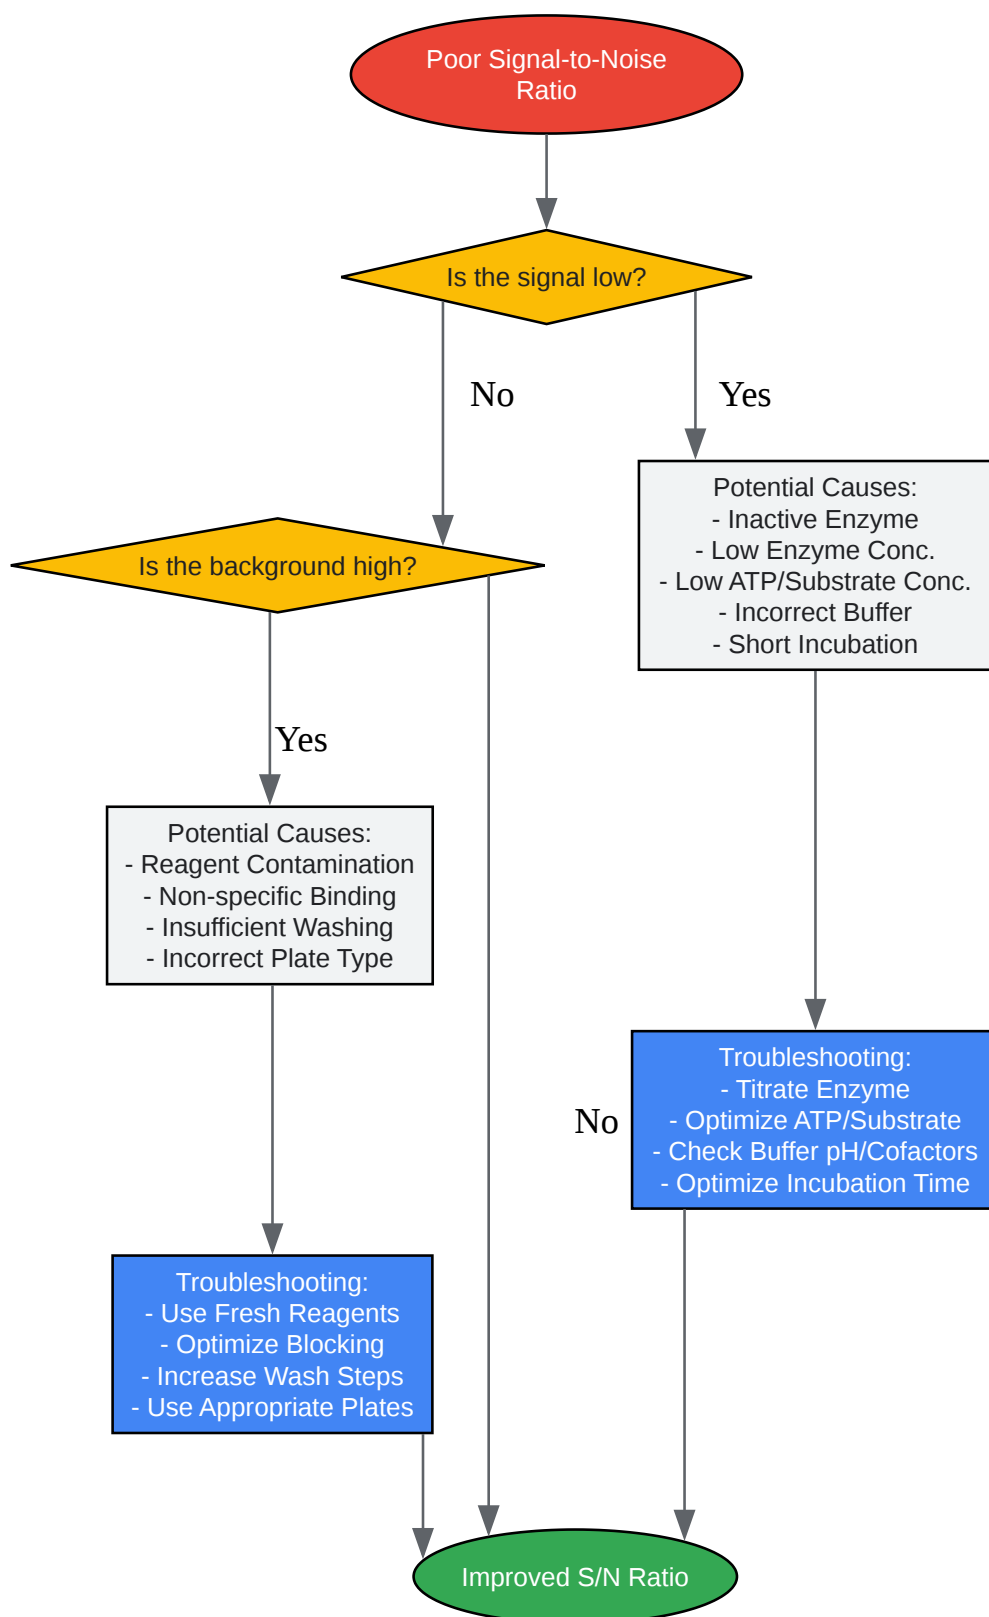 Poor Signal-to-Noise
Ratio
Is the signal low?
No
Yes
Potential Causes:
- Inactive Enzyme
- Low Enzyme Conc.
- Low ATP/Substrate Conc.
- Incorrect Buffer
- Short Incubation
Is the background high?
Yes
Potential Causes:
- Reagent Contamination
- Non-specific Binding
- Insufficient Washing
- Incorrect Plate Type
No
Troubleshooting:
- Titrate Enzyme
- Optimize ATP/Substrate
- Check Buffer pH/Cofactors
- Optimize Incubation Time
Troubleshooting:
- Use Fresh Reagents
- Optimize Blocking
- Increase Wash Steps
- Use Appropriate Plates
Improved S/N Ratio